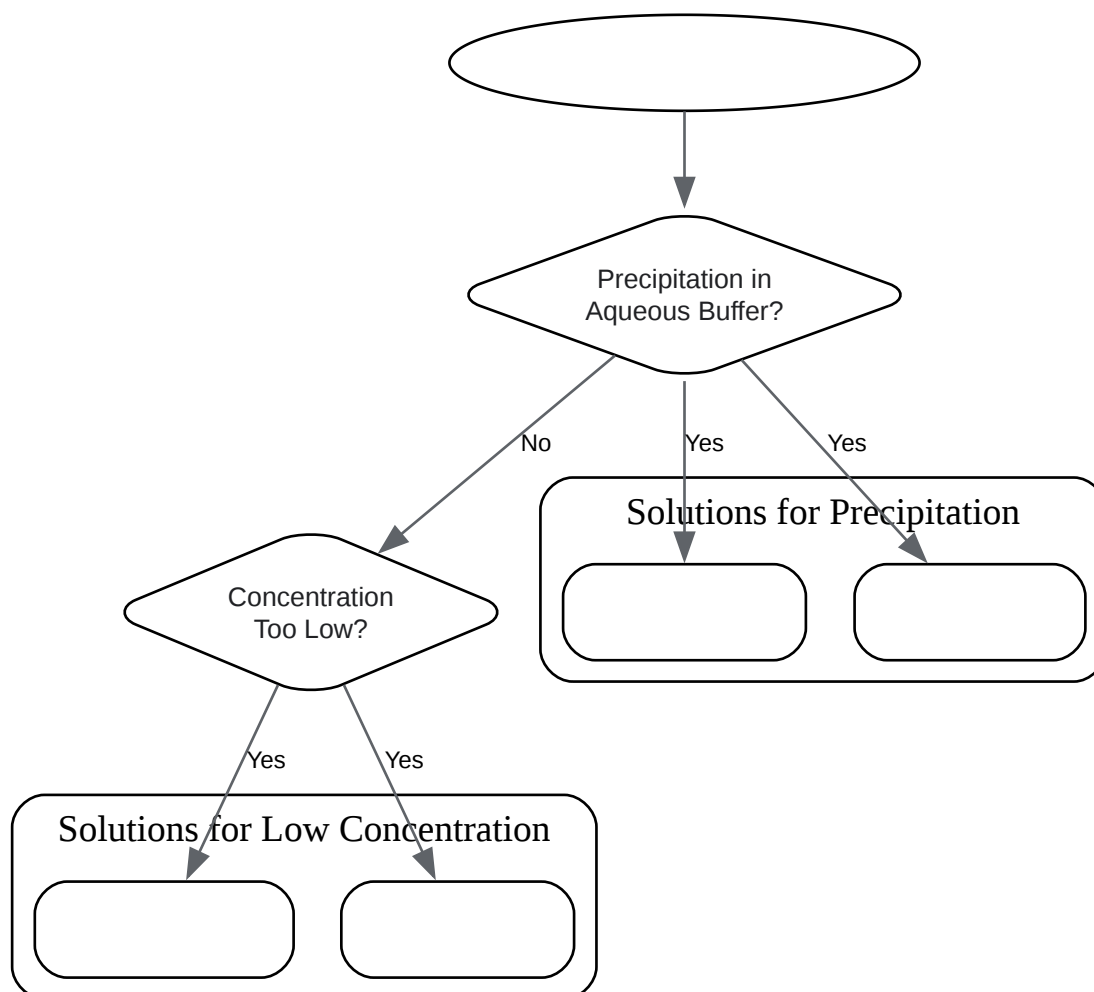 Precipitation in
Aqueous Buffer?
No
Yes
Yes
Solutions for Precipitation
Concentration
Too Low?
Yes
Yes
Solutions for Low Concentration